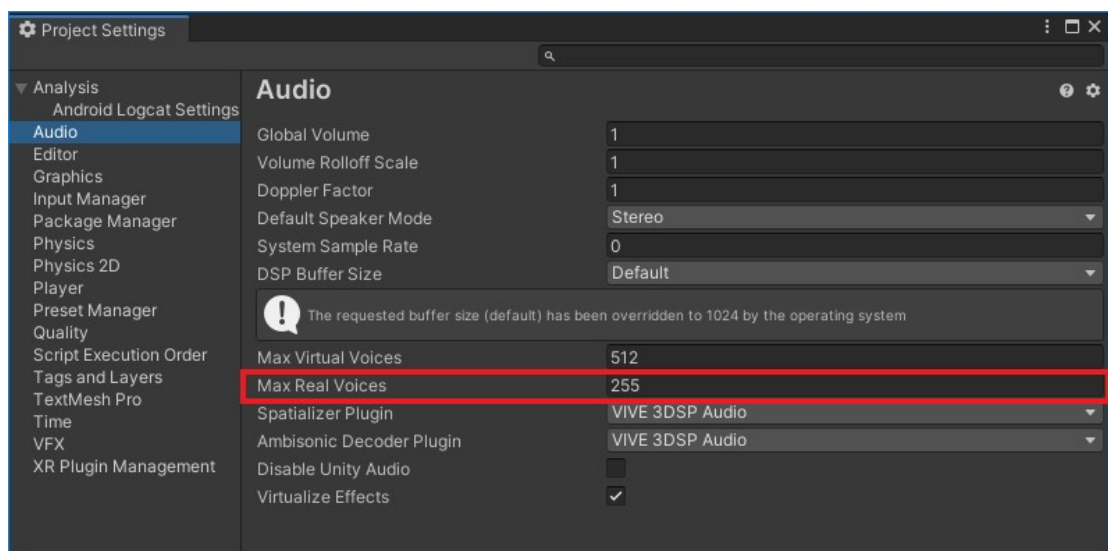 Project Settings
Analysis
Android Logcat Settings
Audio
Editor
Graphics
Input Manager
Package Manager
Physics
Physics 2D
Player
Preset Manager
Quality
Script Execution Order
Tags and Layers
TextMesh Pro
Time
VFX
XR Plugin Management
Audio
Global Volume 1
Volume Rolloff Scale 1
Doppler Factor 1
Default Speaker Mode Stereo
System Sample Rate 0
DSP Buffer Size Default
The requested buffer size (default) has been overridden to 1024 by the operating system
Max Virtual Voices 512
Max Real Voices 255
Spatializer Plugin VIVE 3DSP Audio
Ambisonic Decoder Plugin VIVE 3DSP Audio
Disable Unity Audio
Virtualize Effects